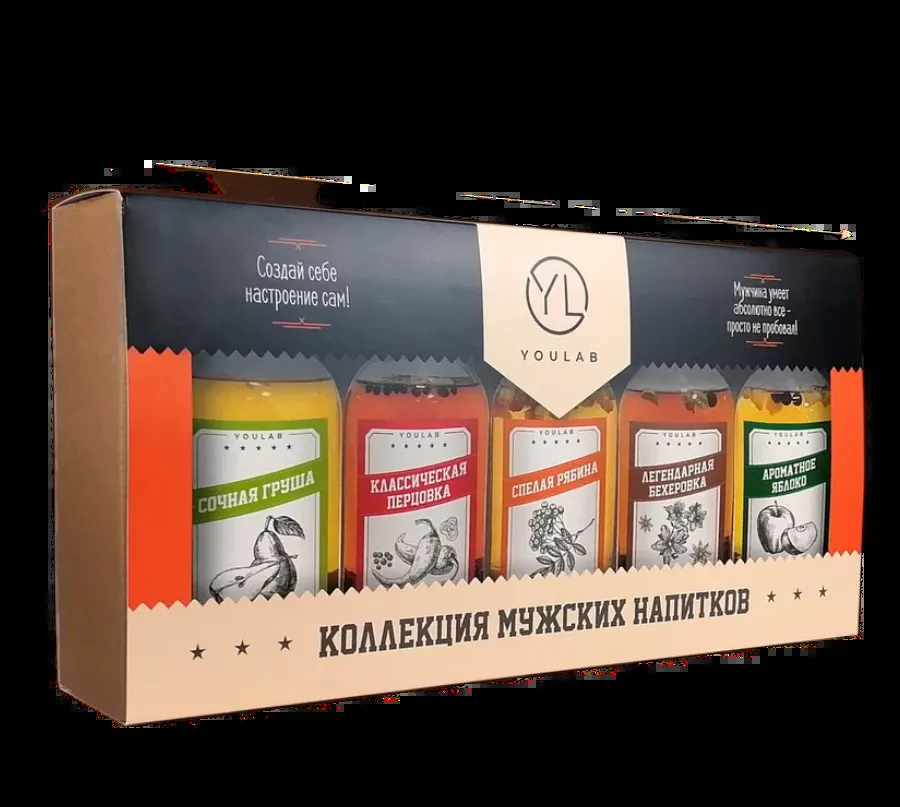 Создай себе
настроение сам!
YL
YOULAB
Мужчина умеет
абсолютно все -
просто не пробовал!
YOULAB
СОЧНАЯ ГРУША
YOULAB
КЛАССИЧЕСКАЯ
ПЕРЦОВКА
YOULAB
СПЕЛАЯ РЯБИНА
YOULAB
ЛЕГЕНДАРНАЯ
БЕХЕРОВКА
YOULAB
АРОМАТНОЕ
ЯБЛОКО
КОЛЛЕКЦИЯ МУЖСКИХ НАПИТКОВ